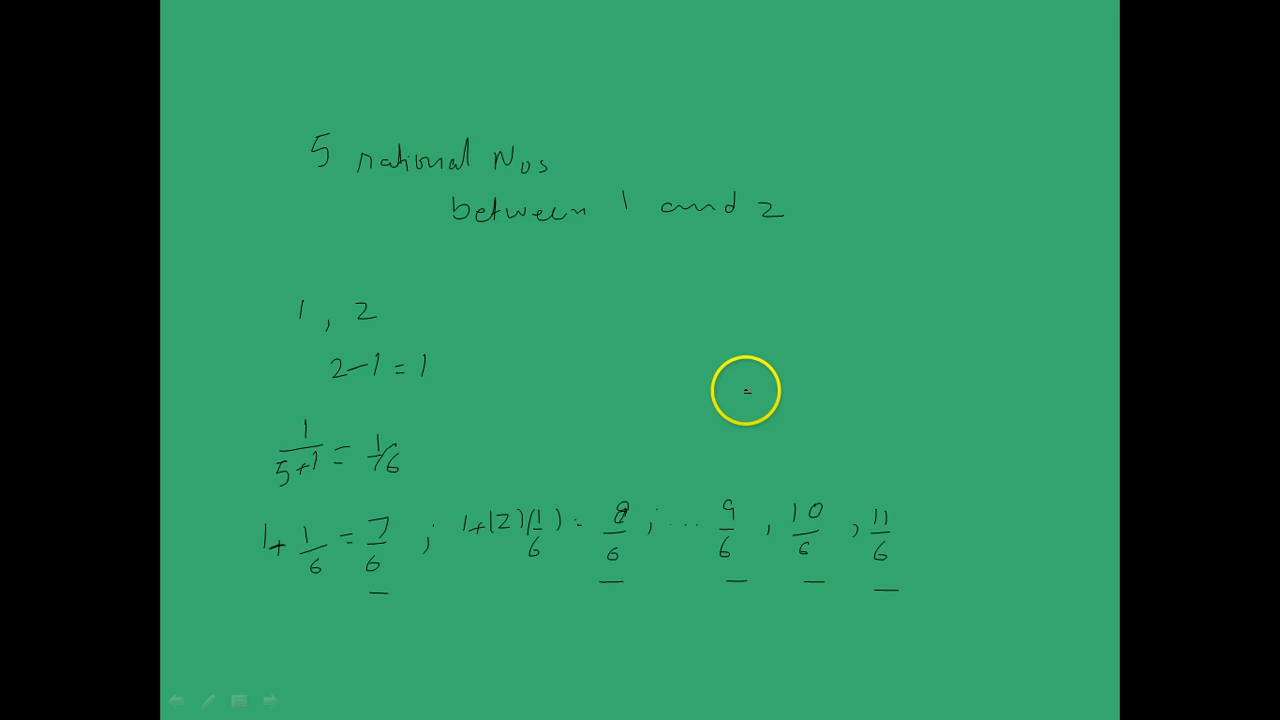 5 rational Nos
between 1 and 2
1 , 2
2-1 = 1
1/(5+1) = 1/6
1+ 1/6 = 7/6 ; 1+(2)(1/6) = 8/6 ; ... 9/6 , 10/6 , 11/6